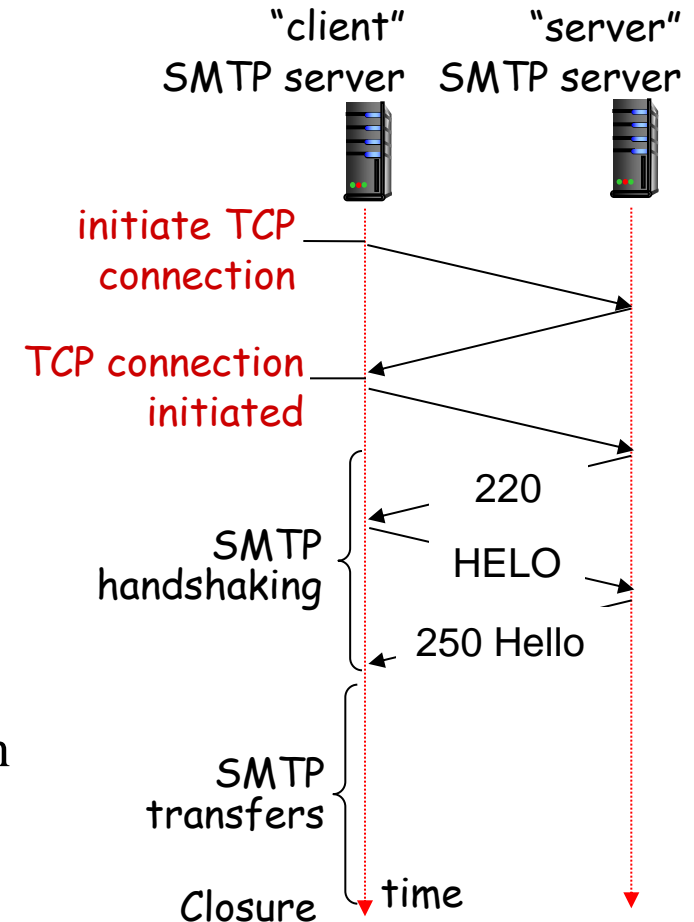 “client”
SMTP server
“server”
SMTP server
initiate TCP
connection
TCP connection
initiated
220
SMTP
handshaking
HELO
250 Hello
SMTP
transfers
time
Closure